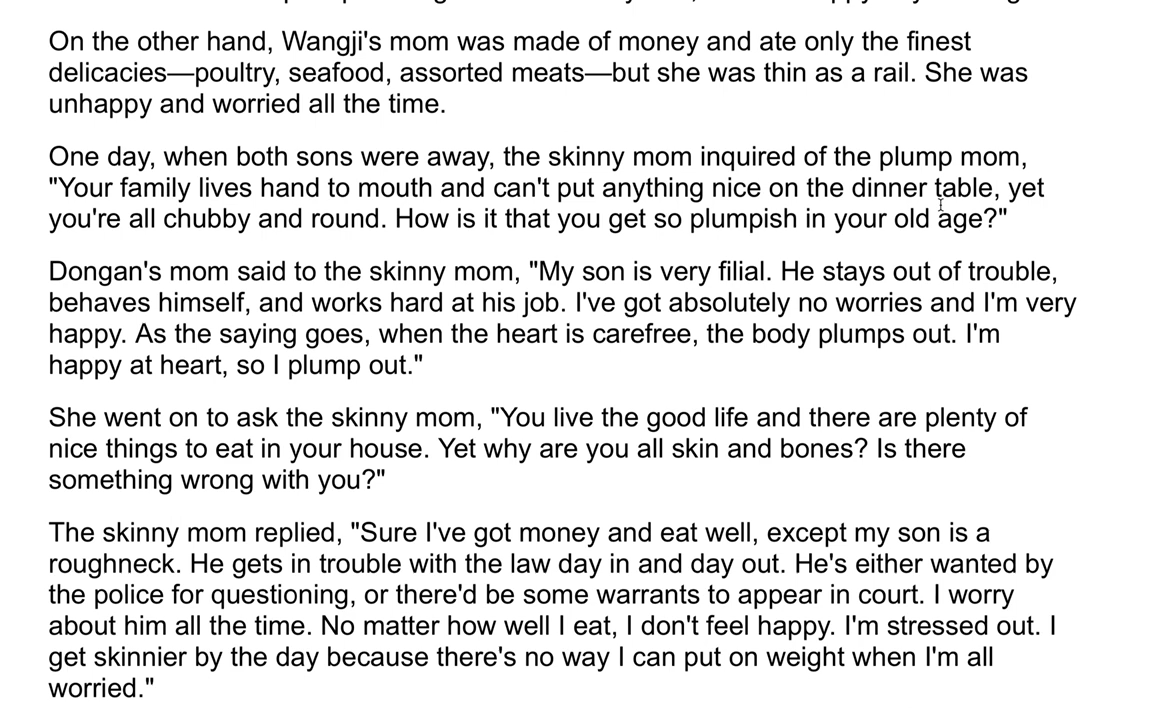 On the other hand, Wangji's mom was made of money and ate only the finest
delicacies—poultry, seafood, assorted meats—but she was thin as a rail. She was
unhappy and worried all the time.
One day, when both sons were away, the skinny mom inquired of the plump mom,
"Your family lives hand to mouth and can't put anything nice on the dinner table, yet
you're all chubby and round. How is it that you get so plumpish in your old age?"
Dongan's mom said to the skinny mom, "My son is very filial. He stays out of trouble,
behaves himself, and works hard at his job. I've got absolutely no worries and I'm very
happy. As the saying goes, when the heart is carefree, the body plumps out. I'm
happy at heart, so I plump out."
She went on to ask the skinny mom, "You live the good life and there are plenty of
nice things to eat in your house. Yet why are you all skin and bones? Is there
something wrong with you?"
The skinny mom replied, "Sure I've got money and eat well, except my son is a
roughneck. He gets in trouble with the law day in and day out. He's either wanted by
the police for questioning, or there'd be some warrants to appear in court. I worry
about him all the time. No matter how well I eat, I don't feel happy. I'm stressed out. I
get skinnier by the day because there's no way I can put on weight when I'm all
worried."